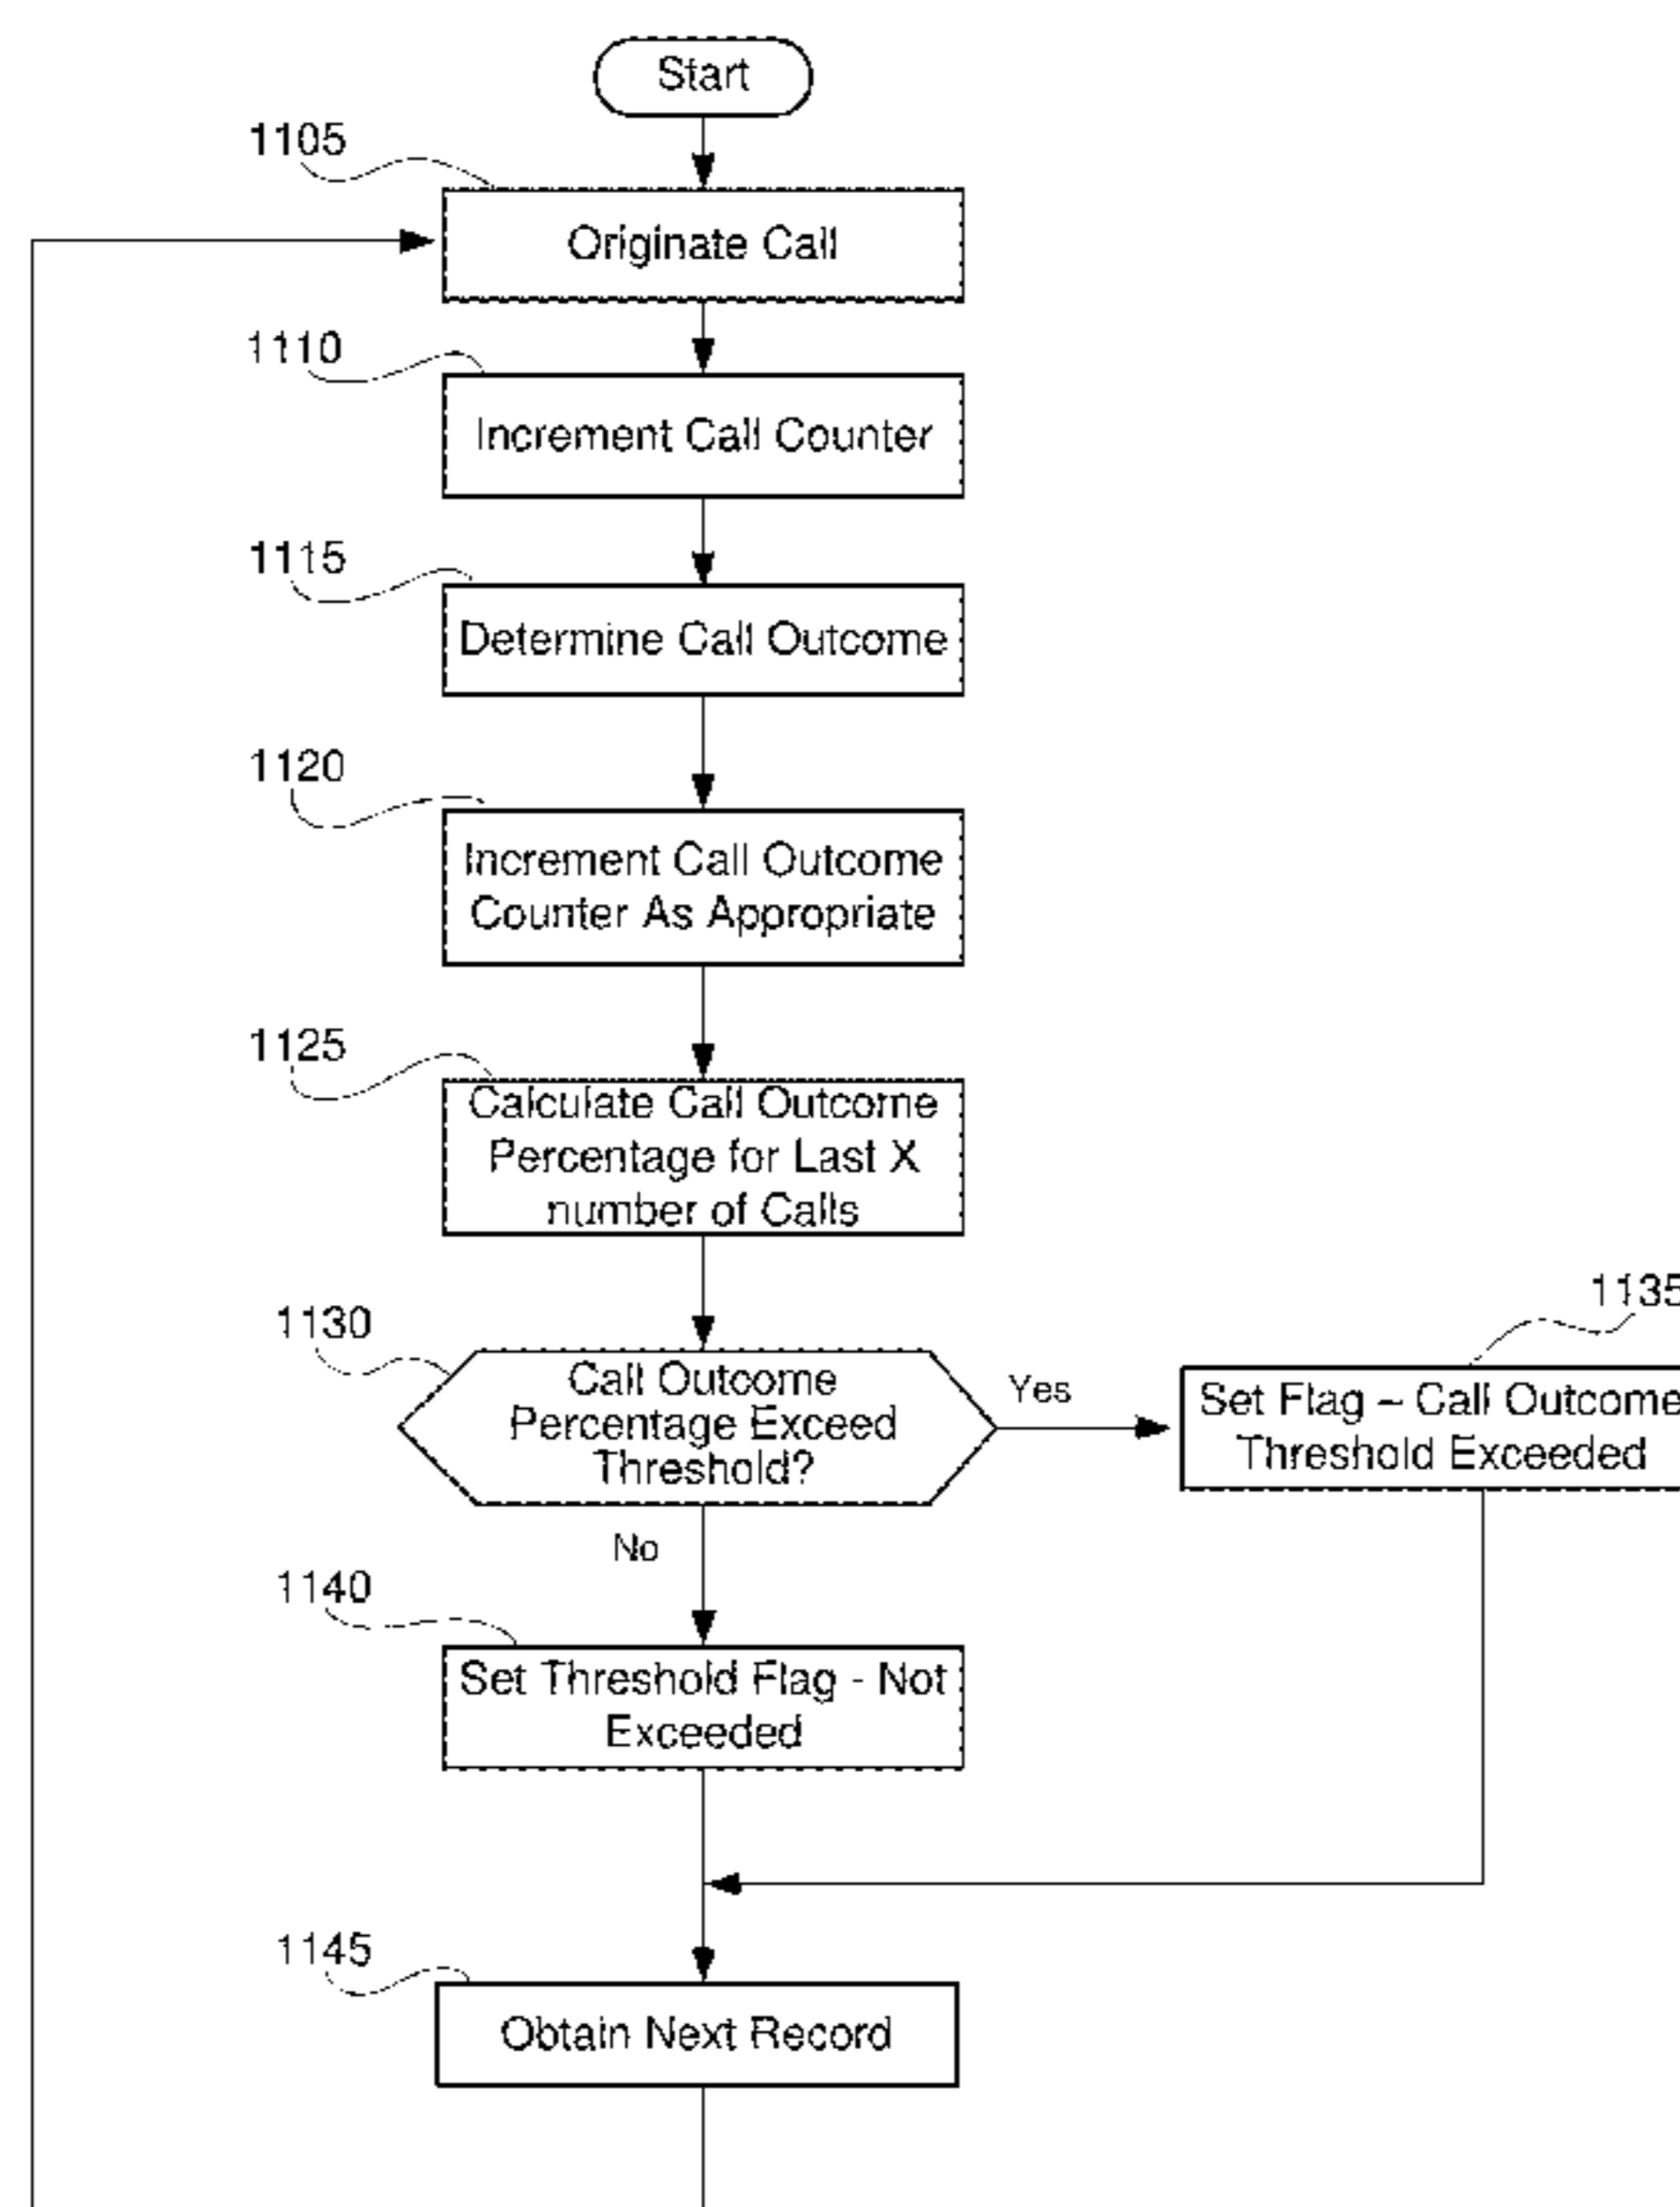 Start
1105
Originate Call
1110
Increment Call Counter
1115
Determine Call Outcome
1120
Increment Call Outcome
Counter As Appropriate
1125
Calculate Call Outcome
Percentage for Last X
number of Calls
1130
Call Outcome
Percentage Exceed
Threshold?
Yes
1135
Set Flag – Call Outcome
Threshold Exceeded
No
1140
Set Threshold Flag - Not
Exceeded
1145
Obtain Next Record